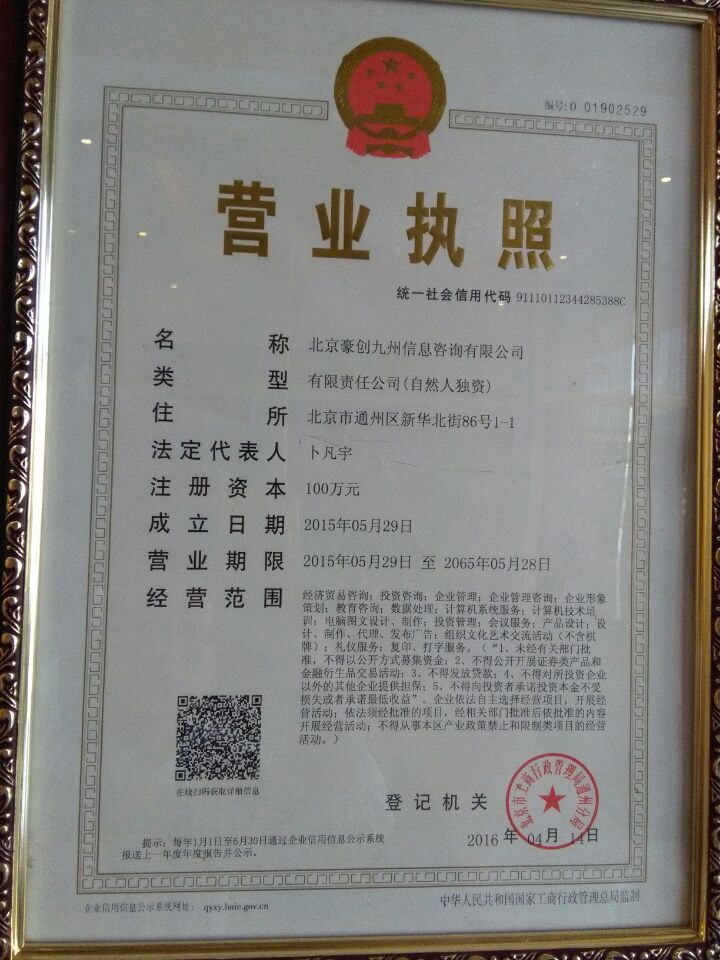 编号:0 01902529
营业执照
统一社会信用代码 91110112344285388C
名称 北京豪创九州信息咨询有限公司
类型 有限责任公司(自然人独资)
住所 北京市通州区新华北街86号1-1
法定代表人 卜凡宇
注册资本 100万元
成立日期 2015年05月29日
营业期限 2015年05月29日 至 2065年05月28日
经营范围 经济贸易咨询；投资咨询；企业管理；企业管理咨询；企业形象
策划；教育咨询；数据处理；计算机系统服务；计算机技术培
训；电脑图文设计、制作；投资管理；会议服务；产品设计；设
计、制作、代理、发布广告；组织文化艺术交流活动（不含棋
牌）；礼仪服务；复印、打字服务。（“1、未经有关部门批
准，不得以公开方式募集资金；2、不得公开开展证券类产品和
金融衍生品交易活动；3、不得发放贷款；4、不得对所投资企业
以外的其他企业提供担保；5、不得向投资者承诺投资本金不受
损失或者承诺最低收益”。企业依法自主选择经营项目，开展经
营活动；依法须经批准的项目，经相关部门批准后依批准的内容
开展经营活动；不得从事本区产业政策禁止和限制类项目的经营
活动。）
在线扫码获取详细信息
登记机关
北京市工商行政管理局通州分局
2016年04月14日
提示：每年1月1日至6月30日通过企业信用信息公示系统
报送上一年度年度报告并公示。
企业信用信息公示系统网址： qyxy.baic.gov.cn
中华人民共和国国家工商行政管理总局监制